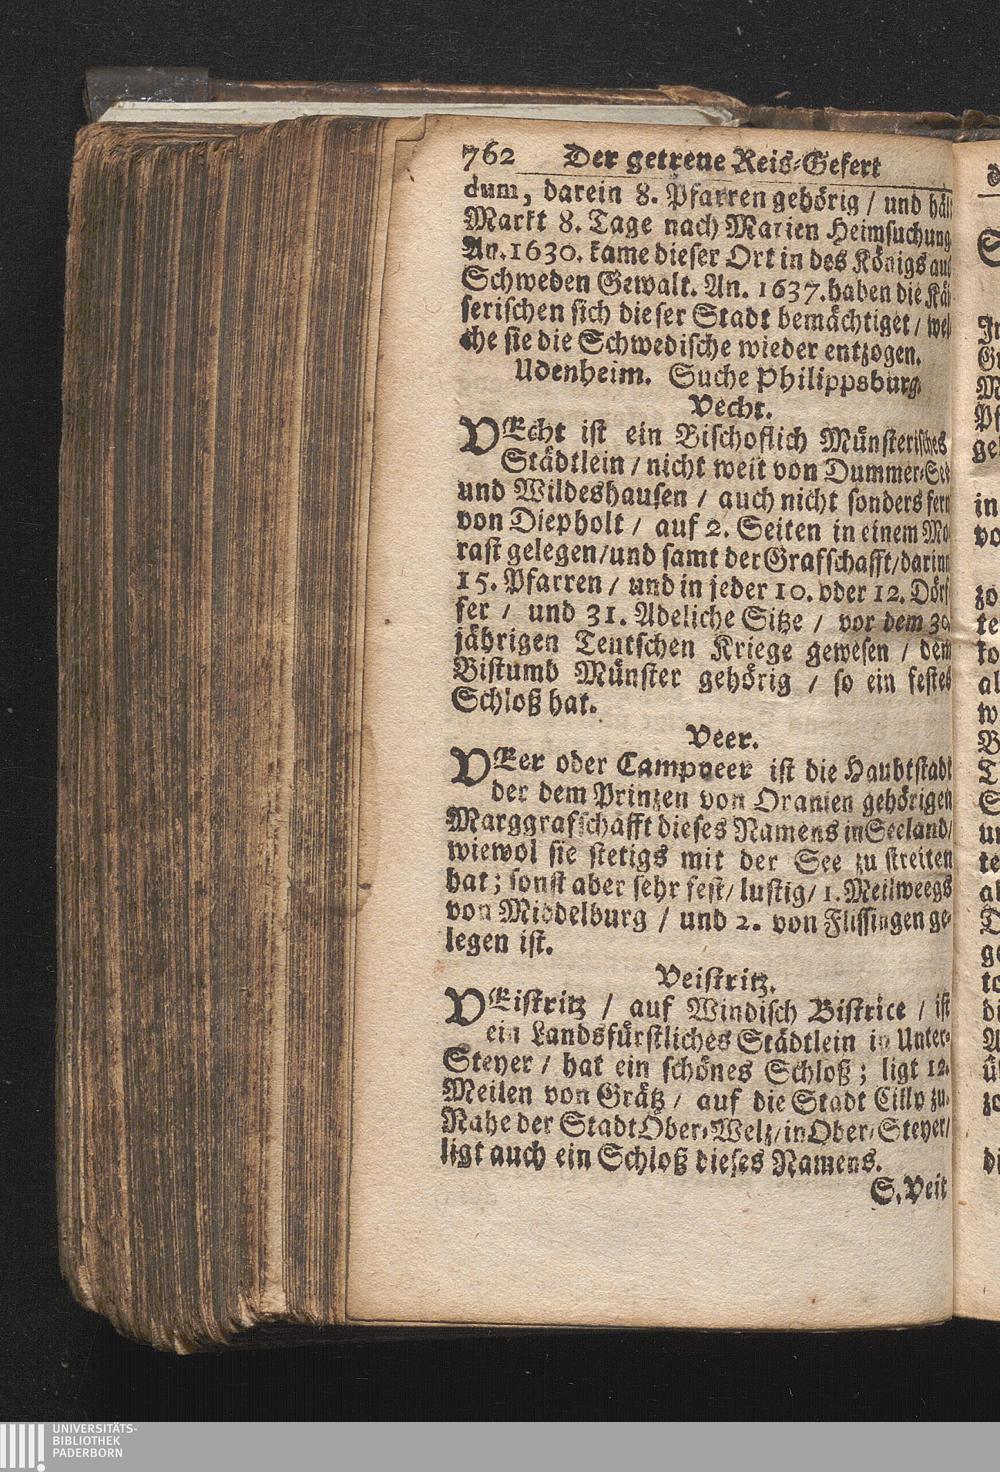 762 Der getreue Reis-Gefert
dum, darein 8. Pfarren gehörig / und hält
Markt 8. Tage nach Marien Heimsuchung
An. 1630. kame dieser Ort in des Königs aus
Schweden Gewalt. An. 1637. haben die Käi
serischen sich dieser Stadt bemächtiget / wel
che sie die Schwedische wieder entzogen.
Udenheim. Suche Philippsburg.
Vecht.
VEcht ist ein Bischoflich Münsterisches
Städtlein / nicht weit von Dummer-See
und Wildeshausen / auch nicht sonders fern
von Diepholt / auf 2. Seiten in einem Mo
rast gelegen / und samt der Grafschafft / darinn
15. Pfarren / und in jeder 10. oder 12. Dörf
fer / und 31. Adeliche Sitze / vor dem 30.
jährigen Teutschen Kriege gewesen / dem
Bistumb Münster gehörig / so ein festes
Schloß hat.
Veer.
VEer oder Campveer ist die Haubtstadt
der dem Prinzen von Oranien gehörigen
Marggrafschafft dieses Namens in Seeland /
wiewol sie stetigs mit der See zu streiten
hat; sonst aber sehr fest / lustig / 1. Meilweegs
von Middelburg / und 2. von Flissingen ge-
legen ist.
Veistritz.
VEistritz / auf Windisch Bistrice / ist
ein Landsfürstliches Städtlein in Unter-
Steyer / hat ein schönes Schloß; ligt 12.
Meilen von Grätz / auf die Stadt Cilly zu.
Nahe der Stadt Ober-Welz / in Ober-Steyer /
ligt auch ein Schloß dieses Namens.
S. Veit
UNIVERSITÄTS-
BIBLIOTHEK
PADERBORN